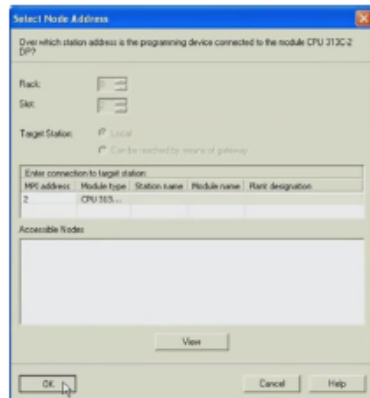 Select Node Address
Over which station address is the programming device connected to the module CPU 313C-2
DP?
Rack:
Slot:
Target Station:
Local
Can be reached by means of gateway
Enter connection to target station:
MPI address Module type Station name Module name Plant designation
2 CPU 313...
Accessible Nodes
View
OK Cancel Help